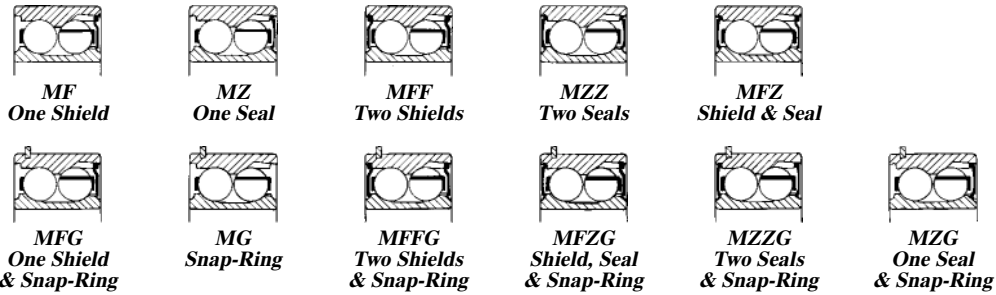 MF
One Shield
MZ
One Seal
MFF
Two Shields
MZZ
Two Seals
MFZ
Shield & Seal
MFG
One Shield
& Snap-Ring
MG
Snap-Ring
MFFG
Two Shields
& Snap-Ring
MFZG
Shield, Seal
& Snap-Ring
MZZG
Two Seals
& Snap-Ring
MZG
One Seal
& Snap-Ring